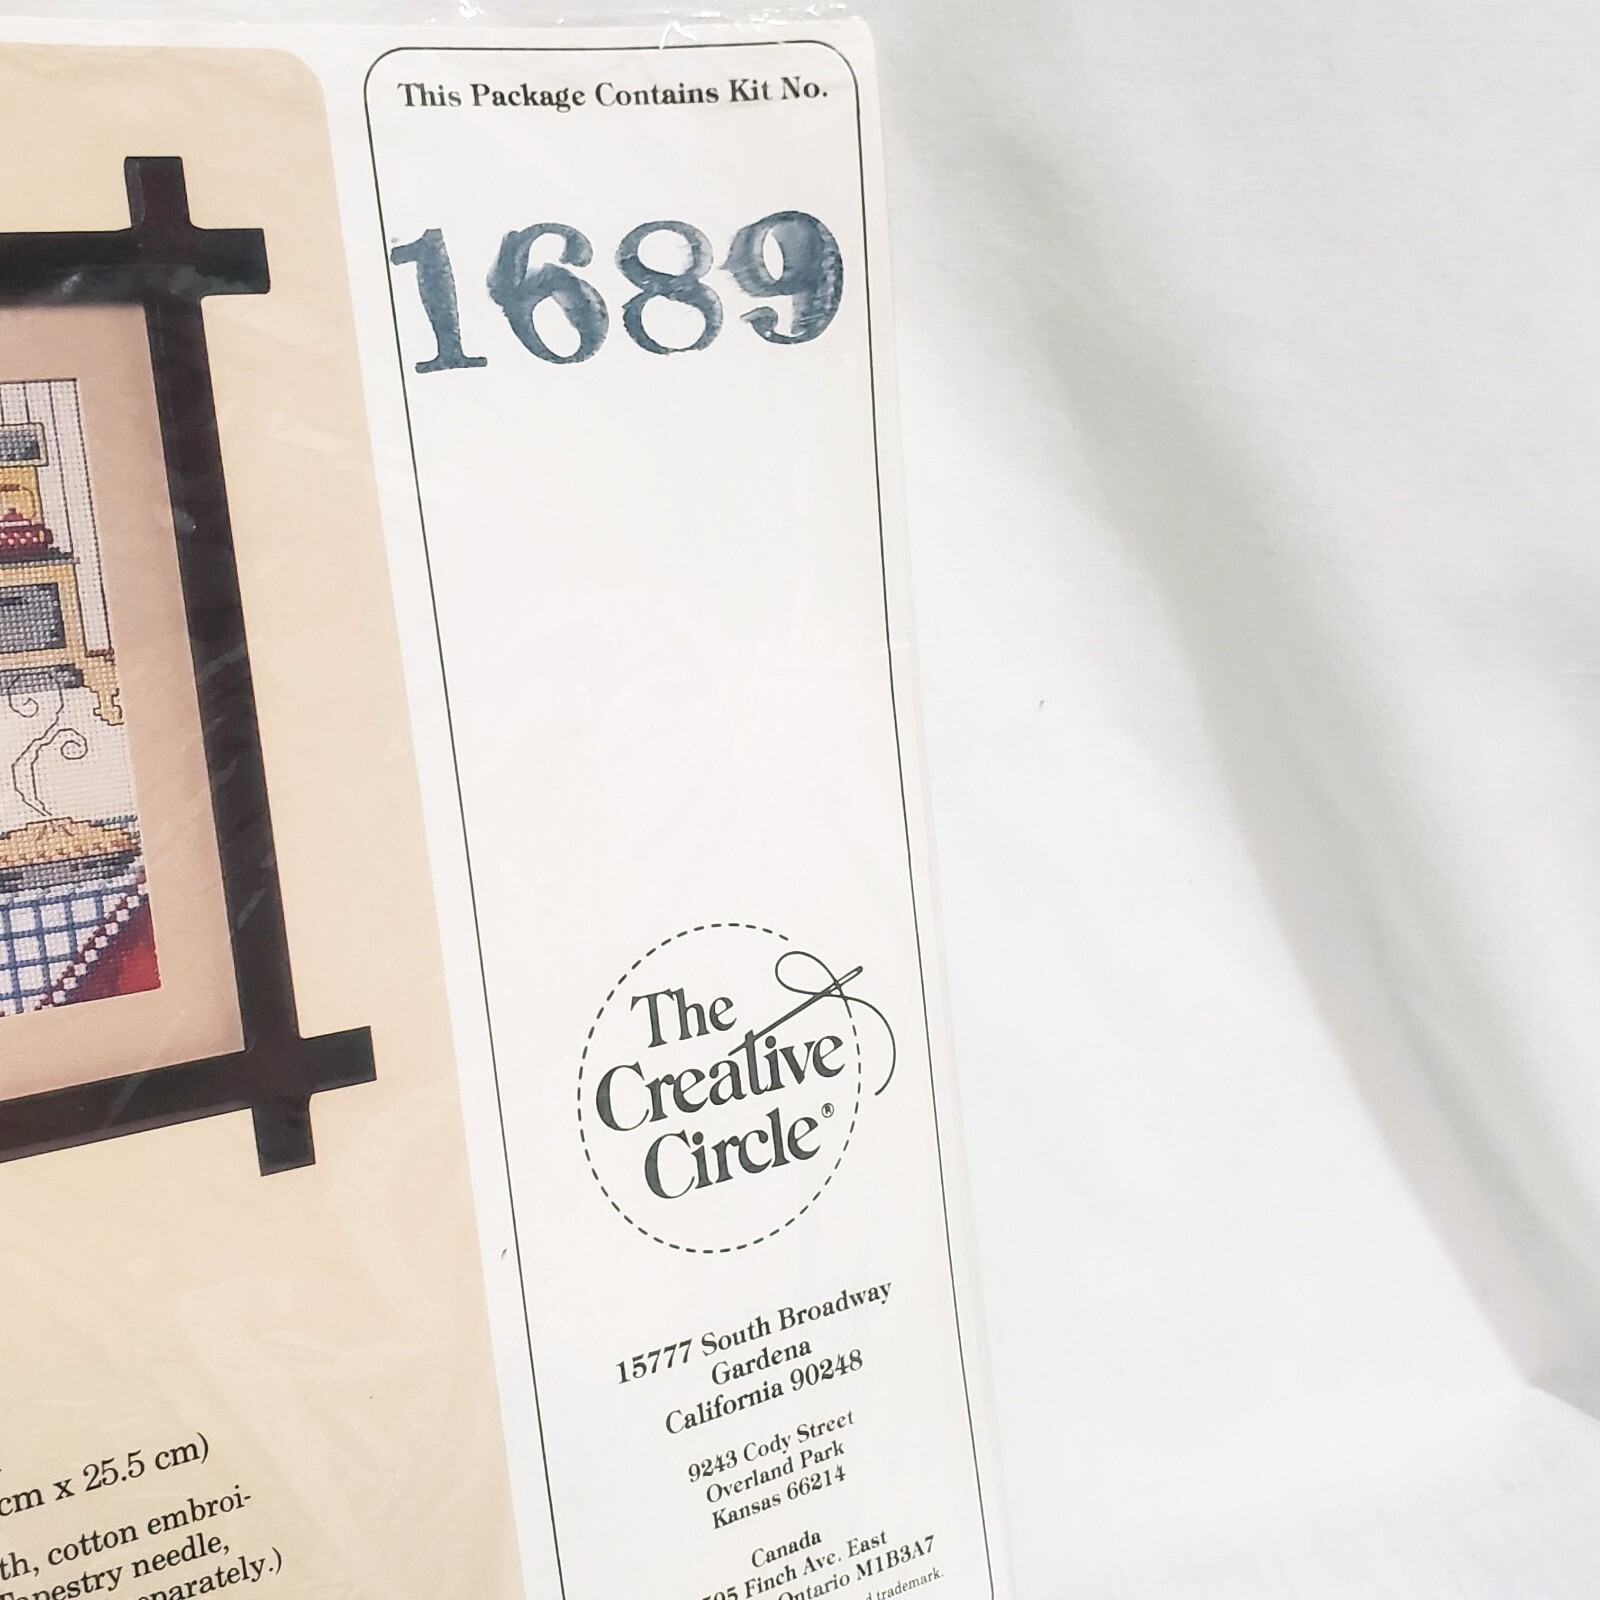 This Package Contains Kit No.
1689
The
Creative
Circle®
15777 South Broadway
Gardena
California 90248
9243 Cody Street
Overland Park
Kansas 66214
Canada
Finch Ave. East
Ontario M1B3A7
trademark.
cm x 25.5 cm)
cotton embroi-
Tapestry needle,